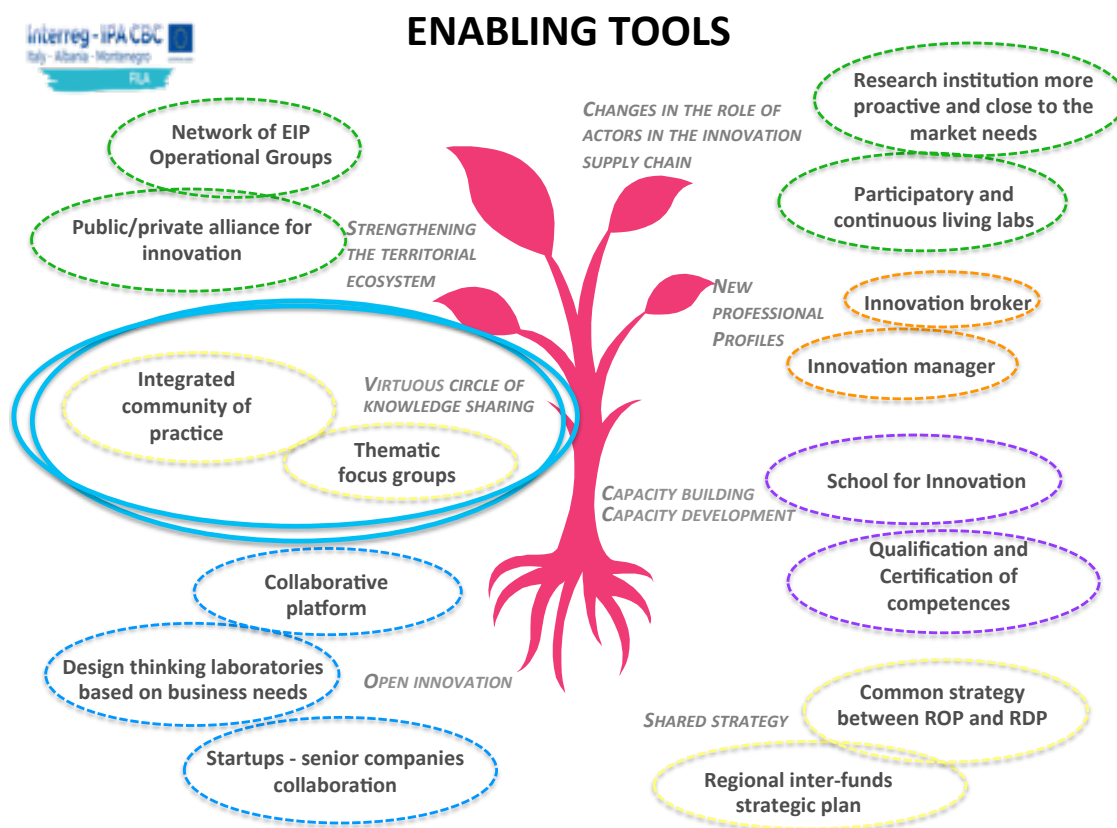 ENABLING TOOLS
Interreg - IPA CBC
Italy - Albania - Montenegro
FILA
Network of EIP
Operational Groups
Public/private alliance for
innovation
STRENGTHENING
THE TERRITORIAL
ECOSYSTEM
CHANGES IN THE ROLE OF
ACTORS IN THE INNOVATION
SUPPLY CHAIN
Research institution more
proactive and close to the
market needs
Participatory and
continuous living labs
NEW
PROFESSIONAL
PROFILES
Innovation broker
Innovation manager
Integrated
community of
practice
VIRTUOUS CIRCLE OF
KNOWLEDGE SHARING
Thematic
focus groups
CAPACITY BUILDING
CAPACITY DEVELOPMENT
School for Innovation
Qualification and
Certification of
competences
Collaborative
platform
Design thinking laboratories
based on business needs
OPEN INNOVATION
Startups - senior companies
collaboration
SHARED STRATEGY
Common strategy
between ROP and RDP
Regional inter-funds
strategic plan